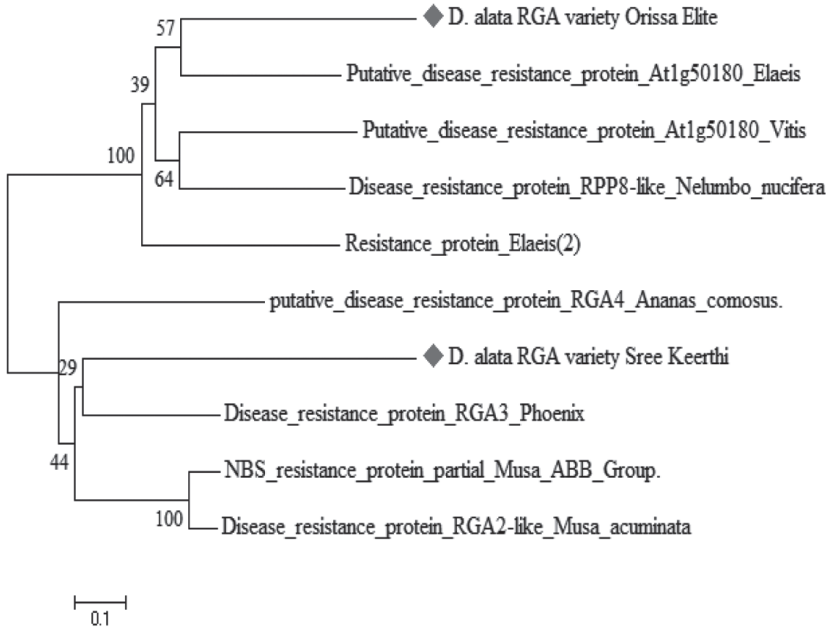 57
D. alata RGA variety Orissa Elite
Putative_disease_resistance_protein_At1g50180_Elaeis
39
Putative_disease_resistance_protein_At1g50180_Vitis
100
64
Disease_resistance_protein_RPP8-like_Nelumbo_nucifera
Resistance_protein_Elaeis(2)
putative_disease_resistance_protein_RGA4_Ananas_comosus.
29
D. alata RGA variety Sree Keerthi
Disease_resistance_protein_RGA3_Phoenix
44
NBS_resistance_protein_partial_Musa_ABB_Group.
100
Disease_resistance_protein_RGA2-like_Musa_acuminata
0.1